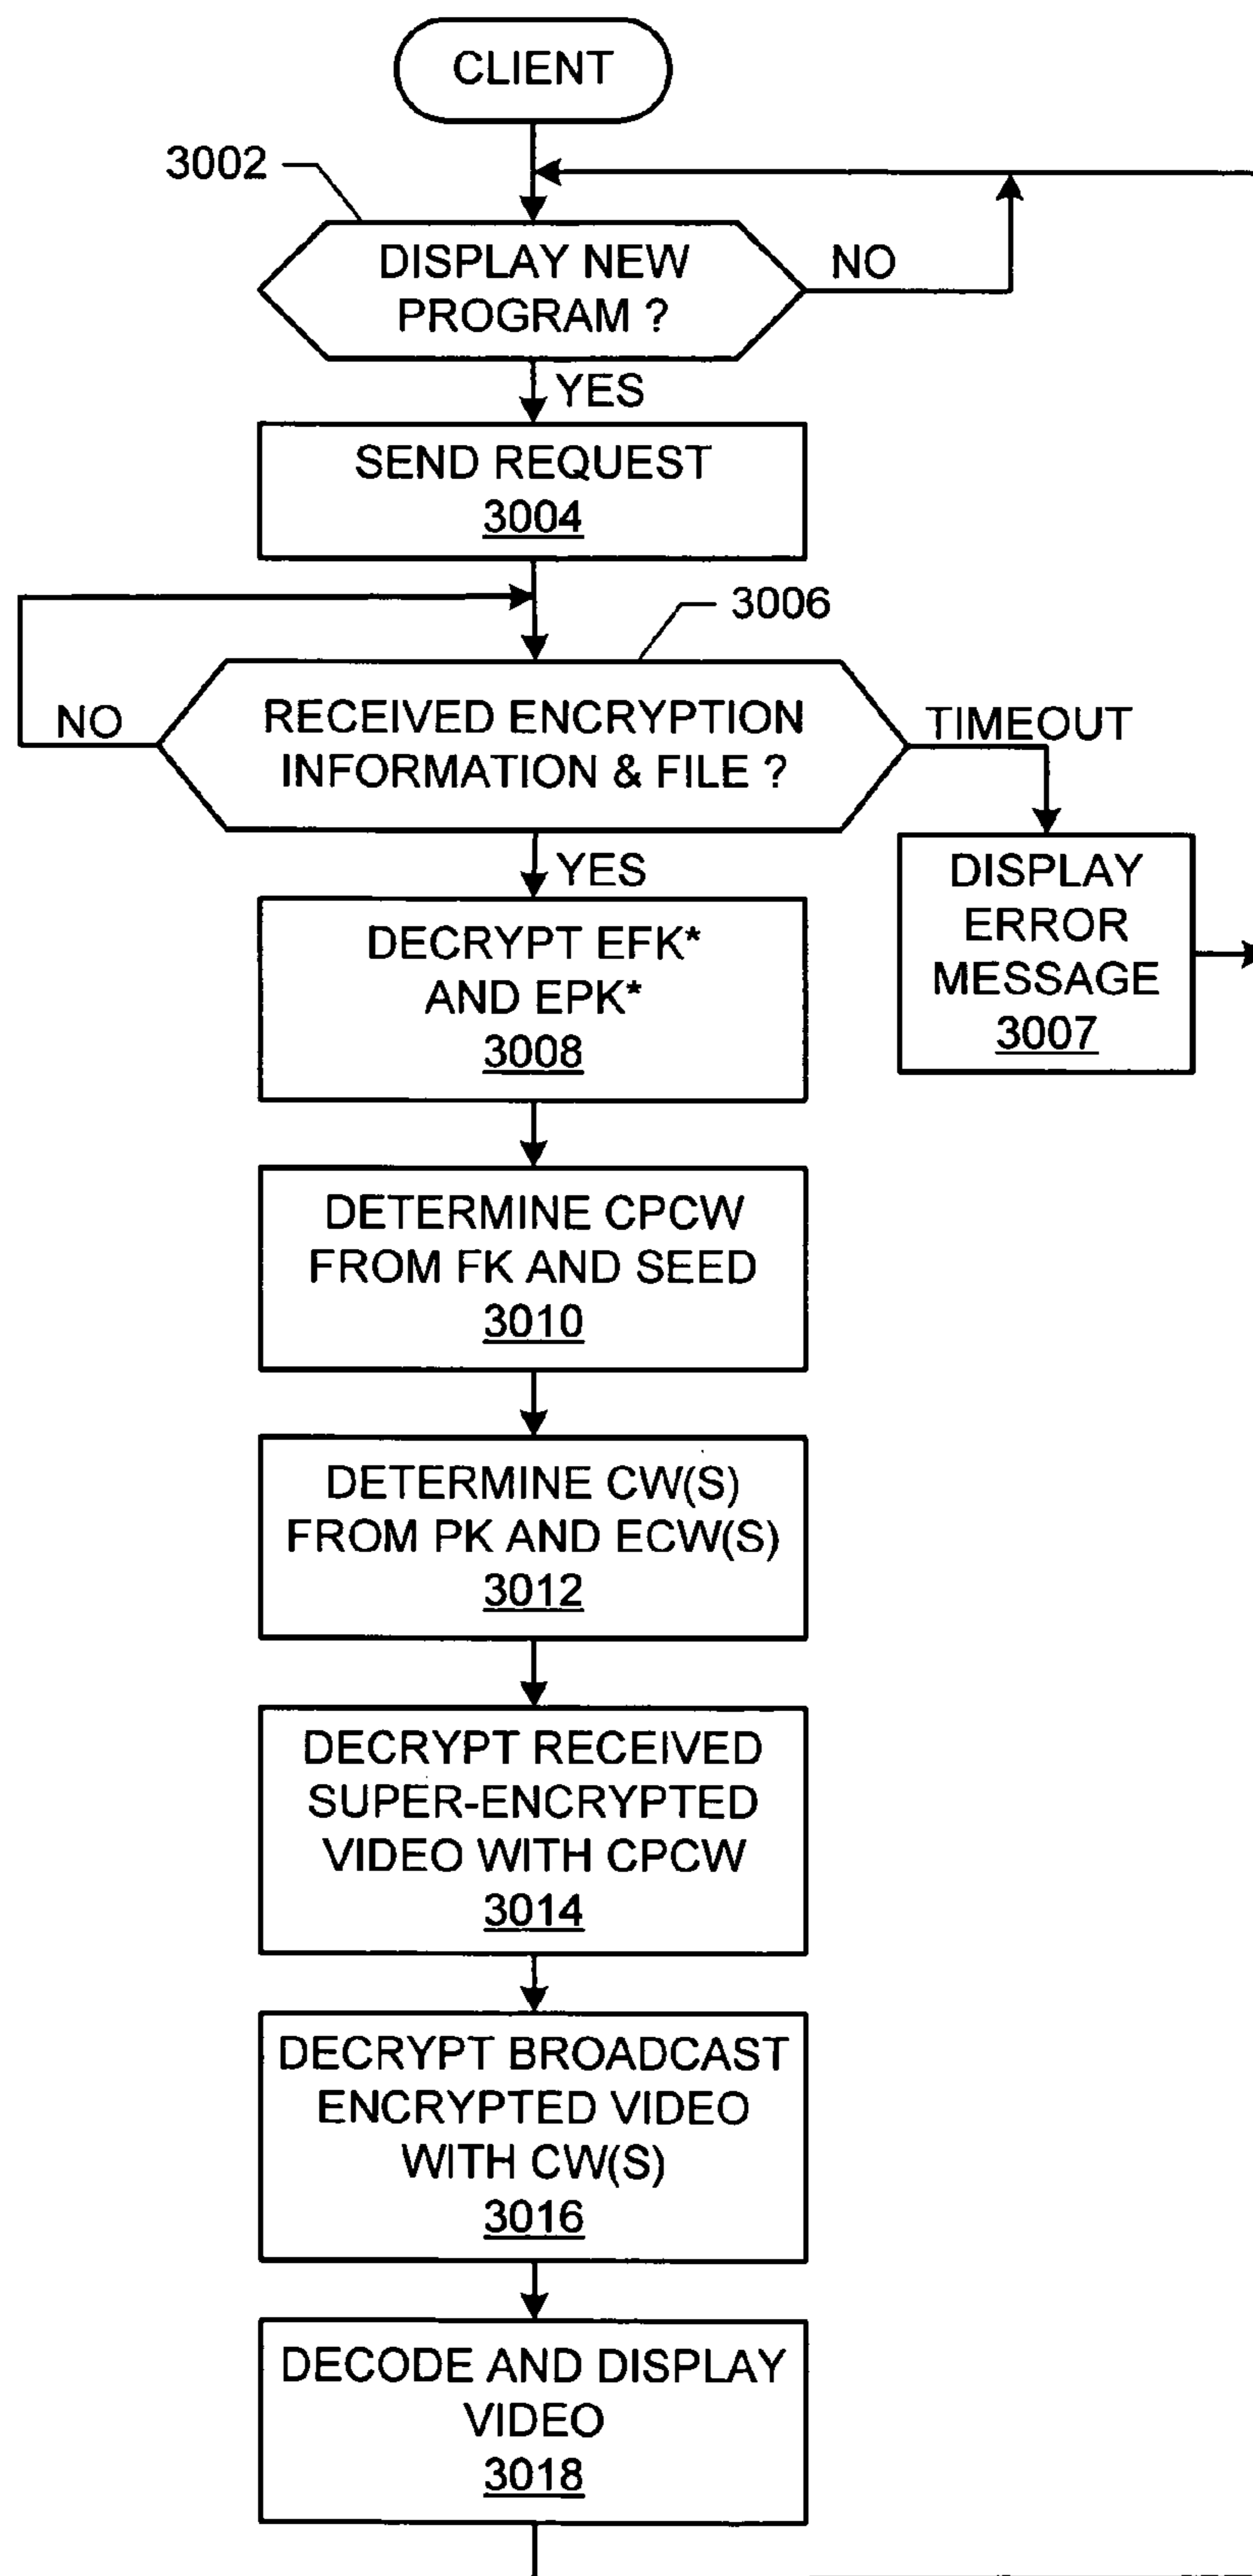 CLIENT
3002
DISPLAY NEW
PROGRAM ?
NO
YES
SEND REQUEST
3004
3006
RECEIVED ENCRYPTION
INFORMATION & FILE ?
NO
TIMEOUT
YES
DISPLAY
ERROR
MESSAGE
3007
DECRYPT EFK*
AND EPK*
3008
DETERMINE CPCW
FROM FK AND SEED
3010
DETERMINE CW(S)
FROM PK AND ECW(S)
3012
DECRYPT RECEIVED
SUPER-ENCRYPTED
VIDEO WITH CPCW
3014
DECRYPT BROADCAST
ENCRYPTED VIDEO
WITH CW(S)
3016
DECODE AND DISPLAY
VIDEO
3018